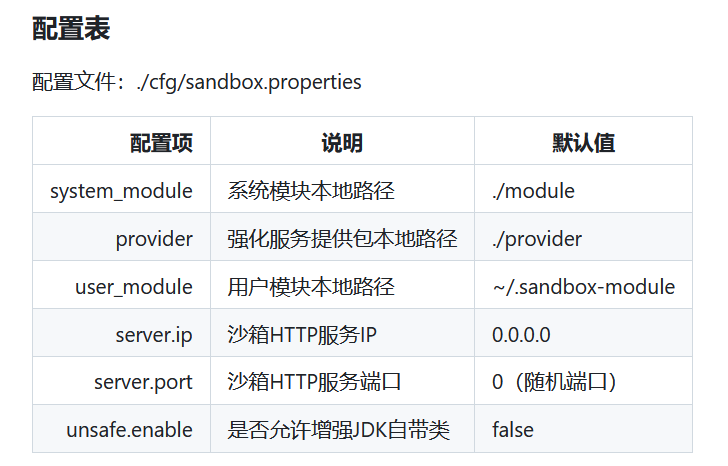 配置表
配置文件：./cfg/sandbox.properties
配置项 说明 默认值
system_module 系统模块本地路径 ./module
provider 强化服务提供包本地路径 ./provider
user_module 用户模块本地路径 ~/.sandbox-module
server.ip 沙箱HTTP服务IP 0.0.0.0
server.port 沙箱HTTP服务端口 0（随机端口）
unsafe.enable 是否允许增强JDK自带类 false